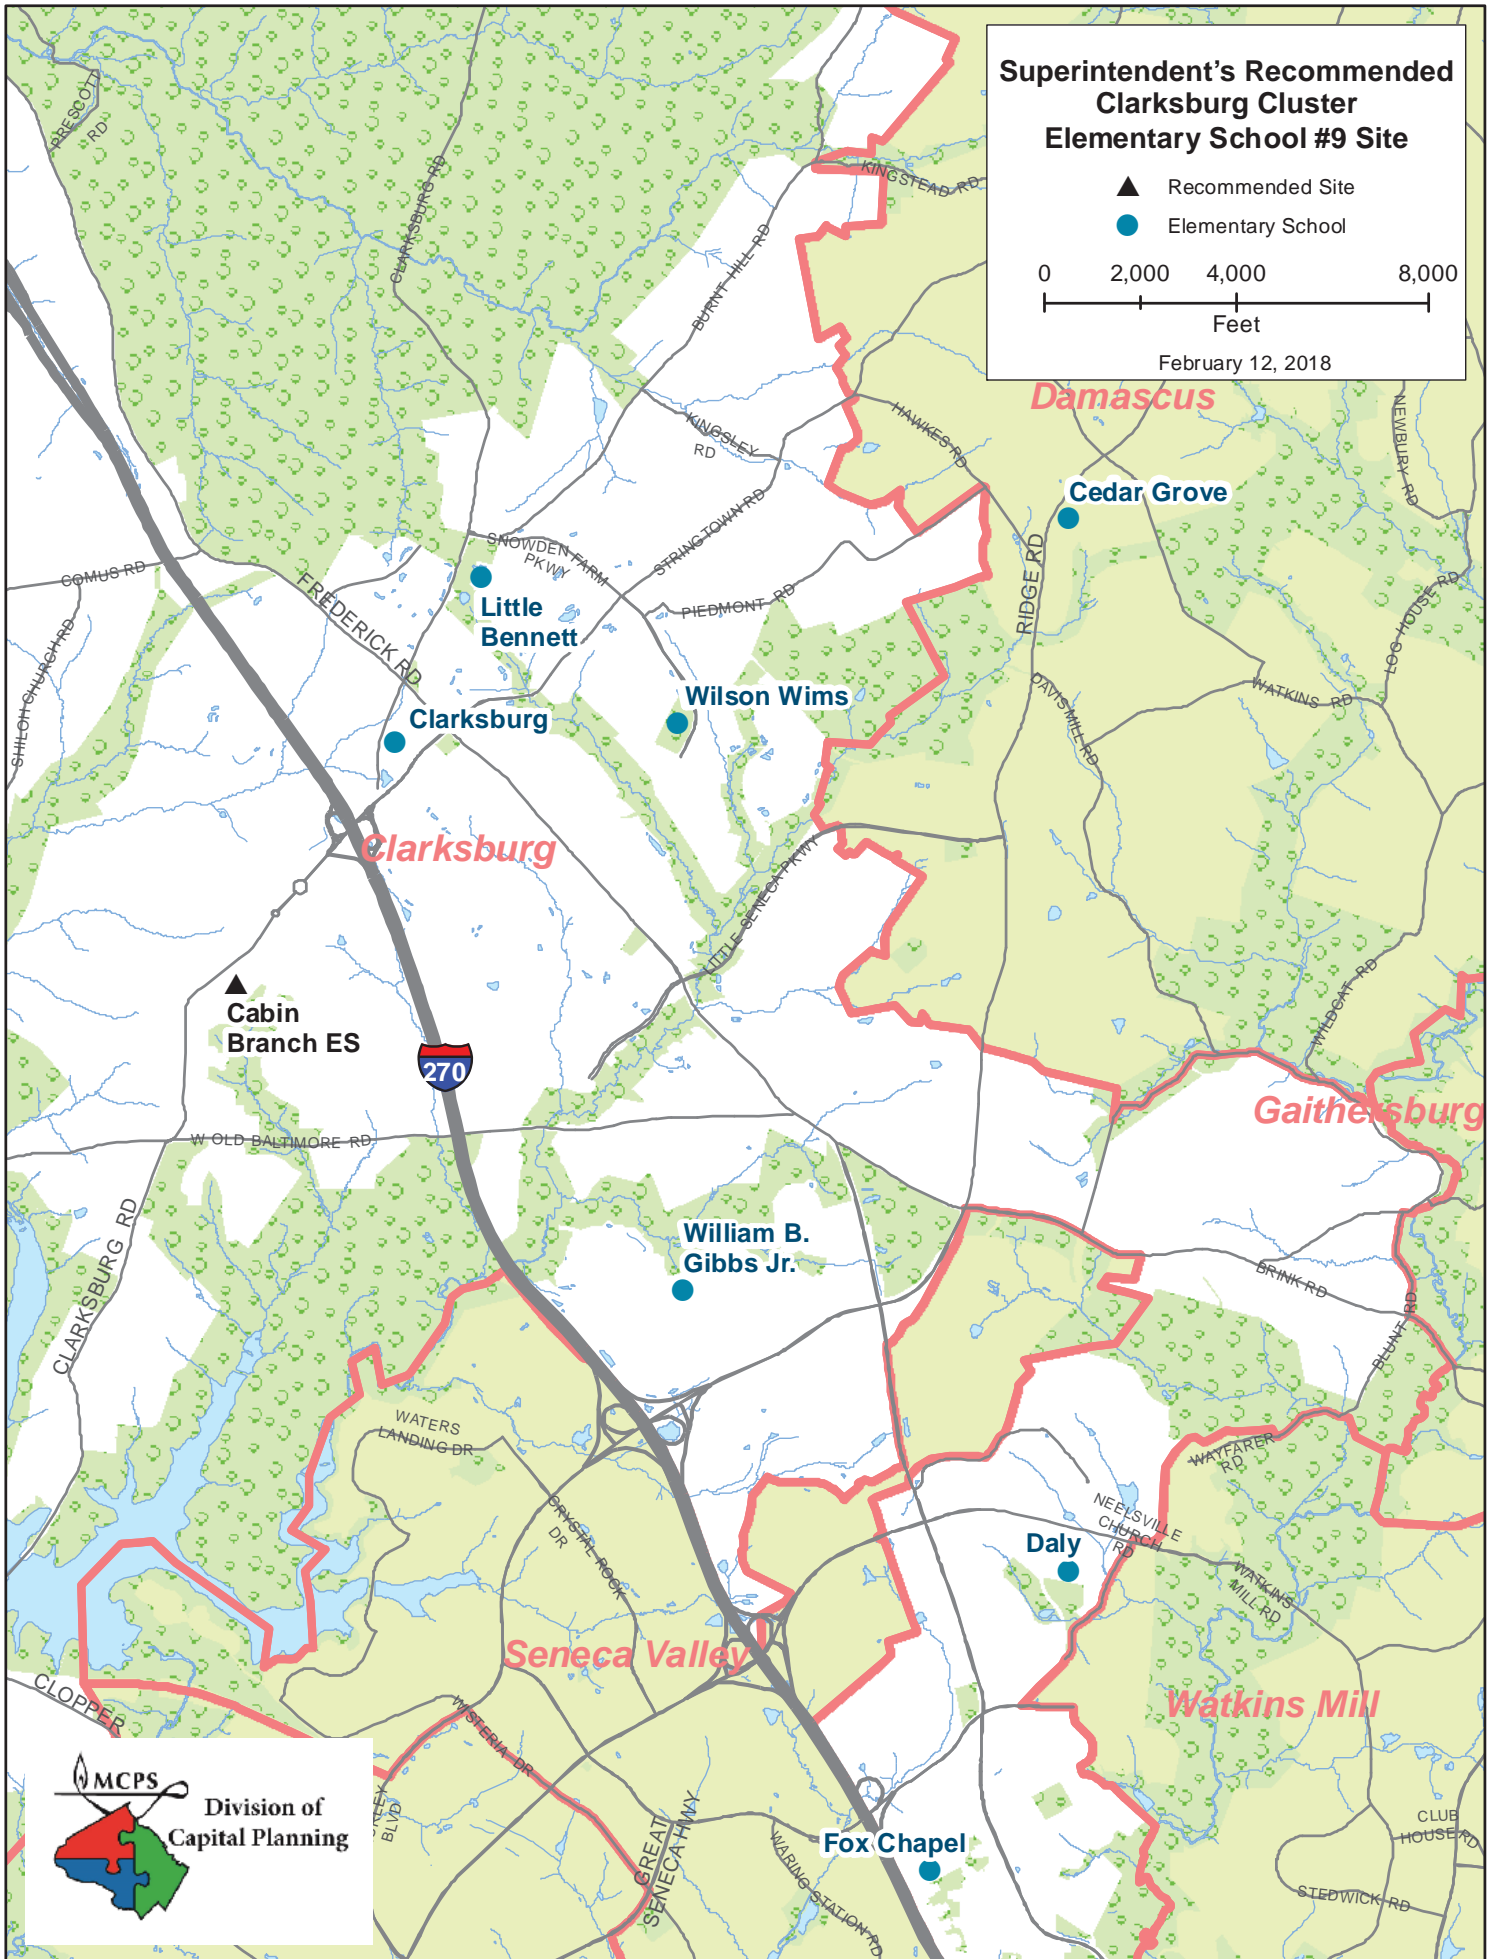 Superintendent's Recommended
Clarksburg Cluster
Elementary School #9 Site
Recommended Site
Elementary School
0 2,000 4,000 8,000
Feet
February 12, 2018
PRESCOTT
RD
CLARKSBURG RD
KINGSTEAD RD
BURNT HILL RD
Damascus
HAWKES RD
NEWBURY RD
KINGSLEY
RD
Cedar Grove
STRINGTOWN RD
SNOWDEN FARM
PKWY
COMUS RD
FREDERICK RD
Little
Bennett
PIEDMONT RD
RIDGE RD
LOG HOUSE RD
SHILOH CHURCH RD
Clarksburg
Wilson Wims
DAVIS MILL RD
WATKINS RD
Clarksburg
LITTLE SENECA PKWY
WILDCAT RD
Cabin
Branch ES
270
Gaithersburg
W OLD BALTIMORE RD
CLARKSBURG RD
William B.
Gibbs Jr.
BRINK RD
BLUNT RD
WATERS
LANDING DR
WAYFARER
RD
CRYSTAL ROCK
DR
NEELSVILLE
CHURCH
RD
Daly
WATKINS
MILL RD
Seneca Valley
CLOPPER
WISTERIA DR
Watkins Mill
MCPS
Division of
Capital Planning
BLVD
GREAT
SENECA HWY
WARING STATION RD
Fox Chapel
CLUB
HOUSE RD
STEDWICK RD